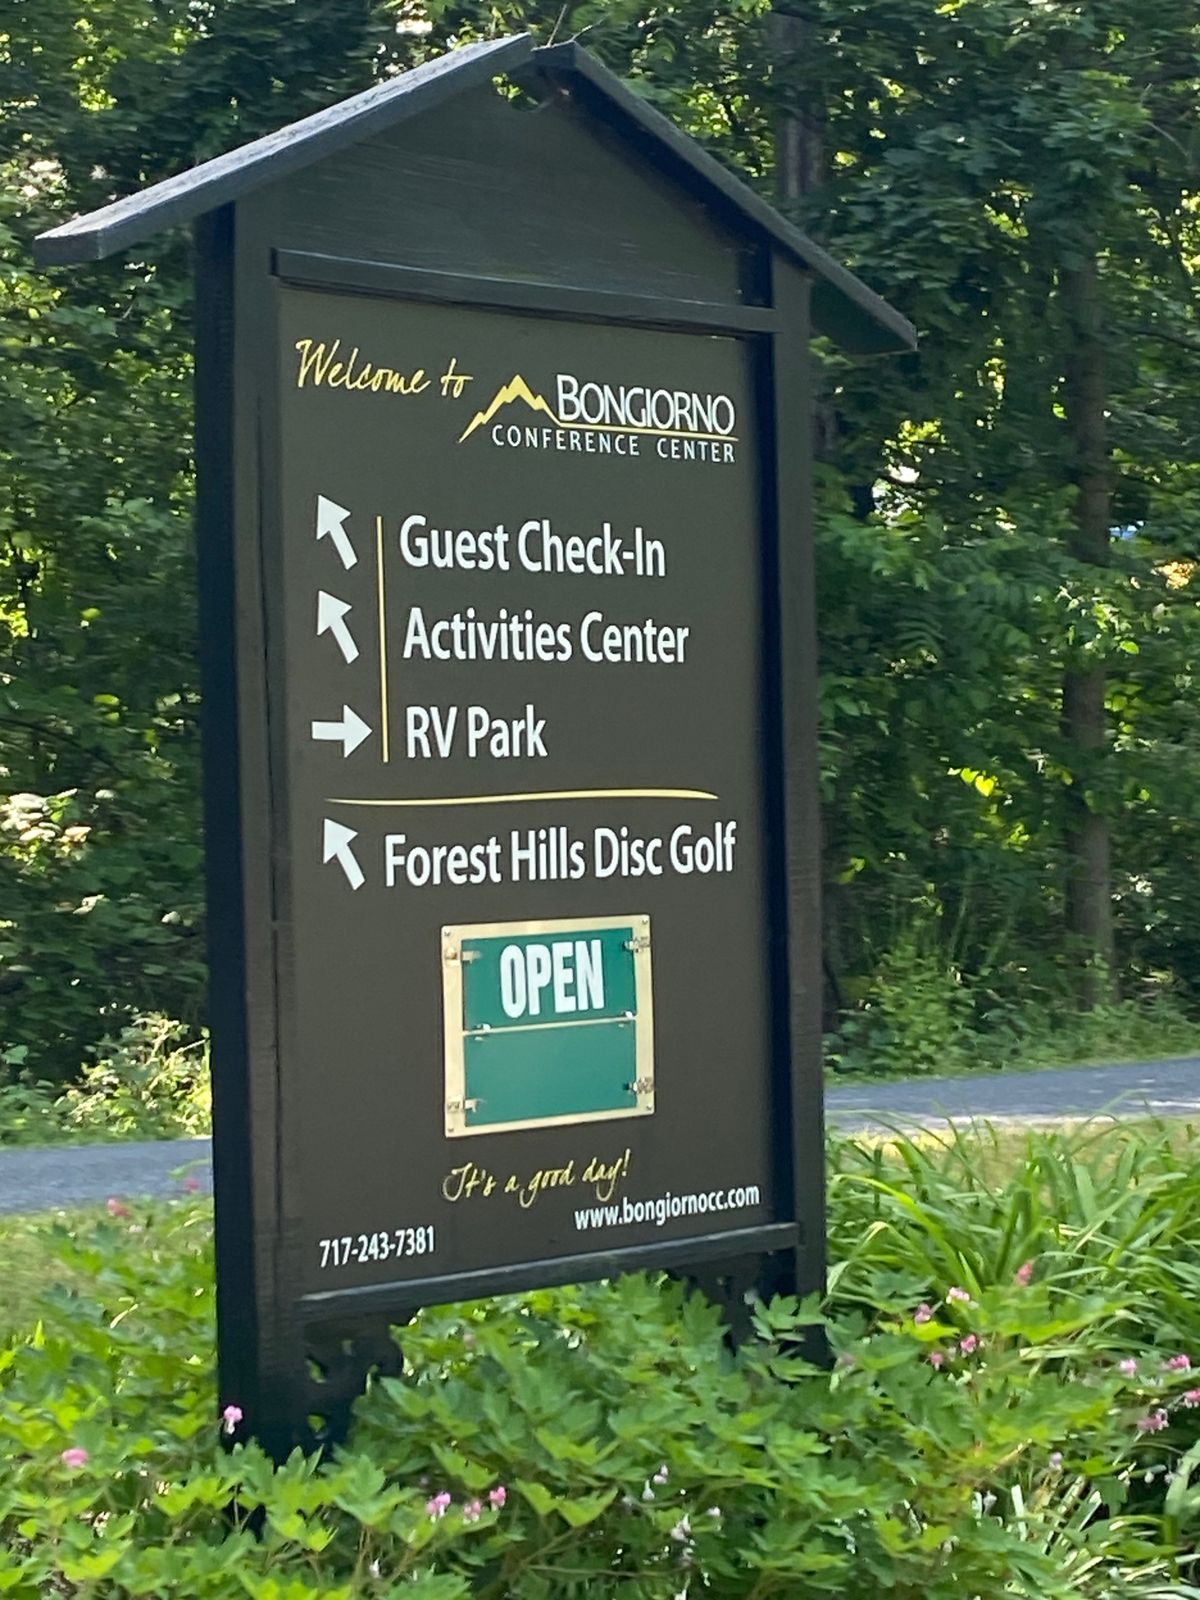 Welcome to BONGIORNO
CONFERENCE CENTER
Guest Check-In
Activities Center
RV Park
Forest Hills Disc Golf
OPEN
It's a good day!
www.bongiornocc.com
717-243-7381